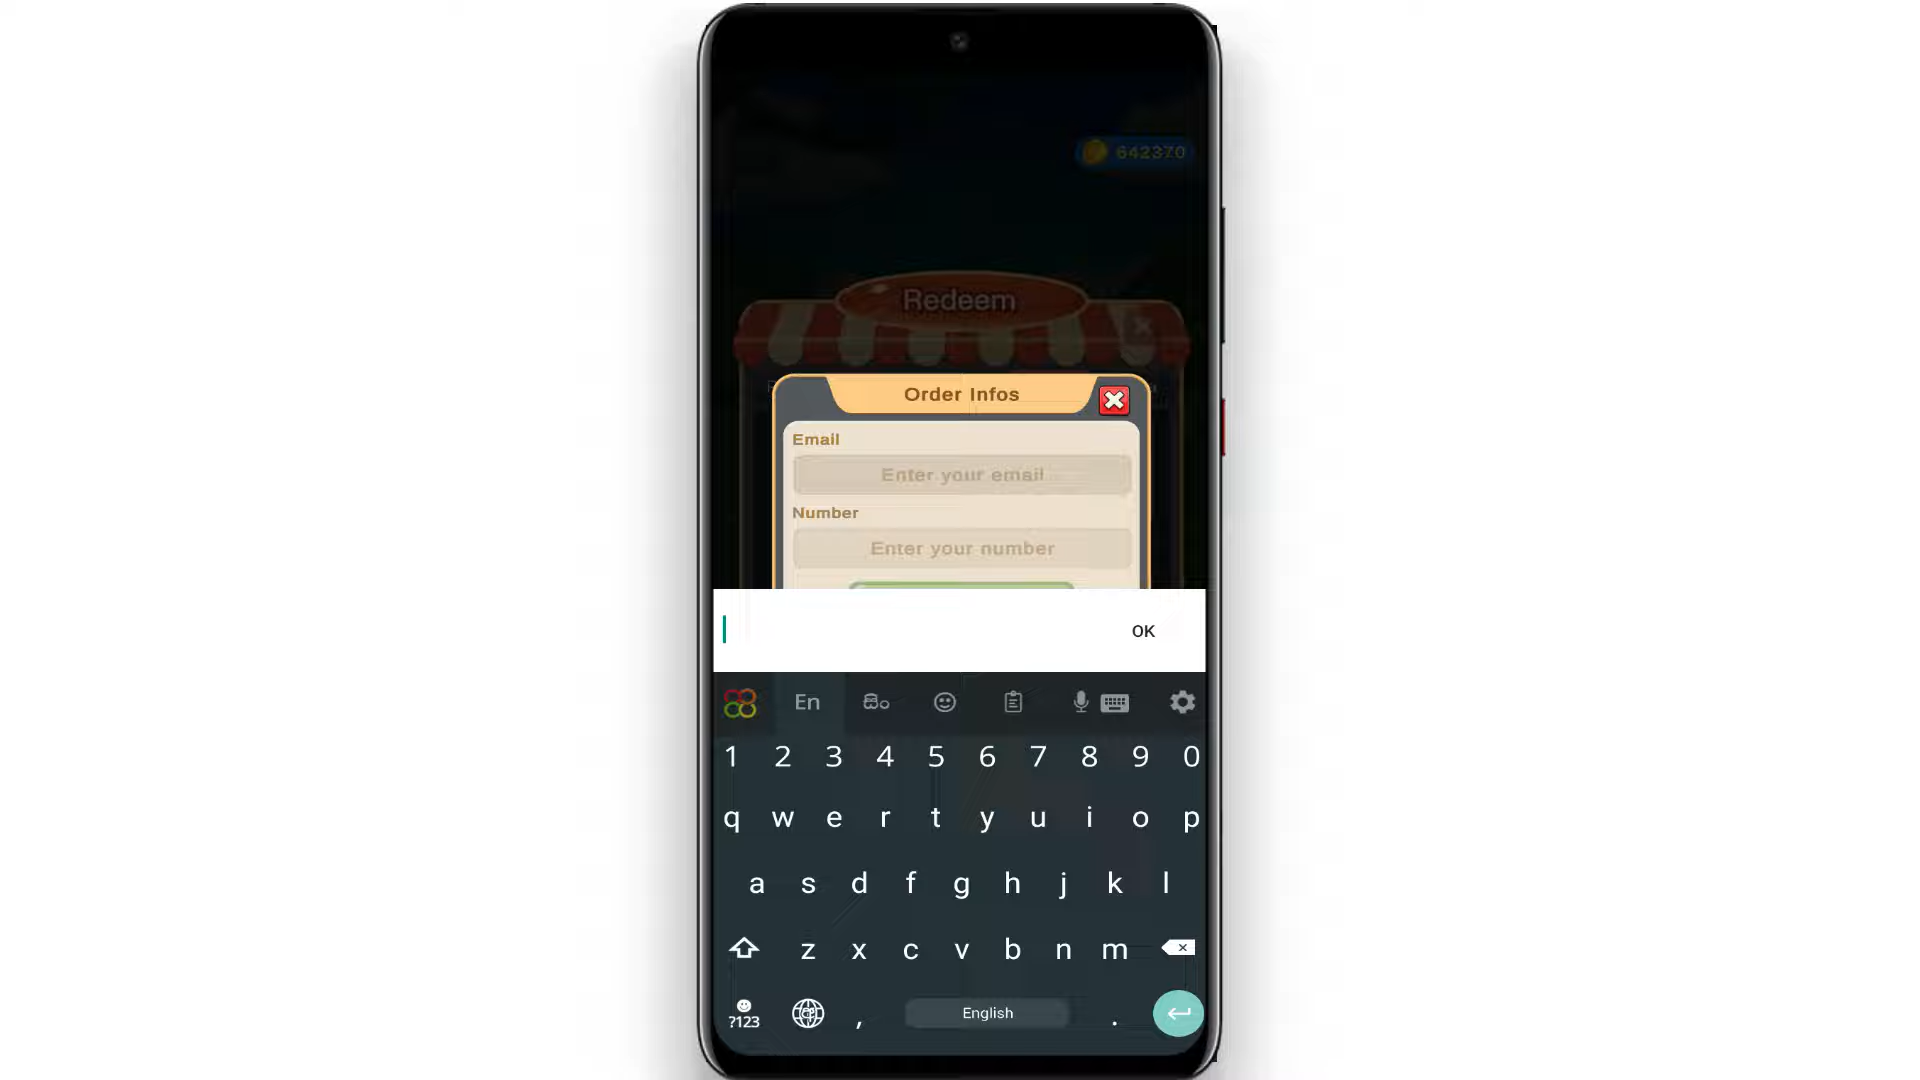 642370
Redeem
Order Infos
Email
Enter your email
Number
Enter your number
OK
En සිං
1 2 3 4 5 6 7 8 9 0
q w e r t y u i o p
a s d f g h j k l
z x c v b n m
?123 , English .